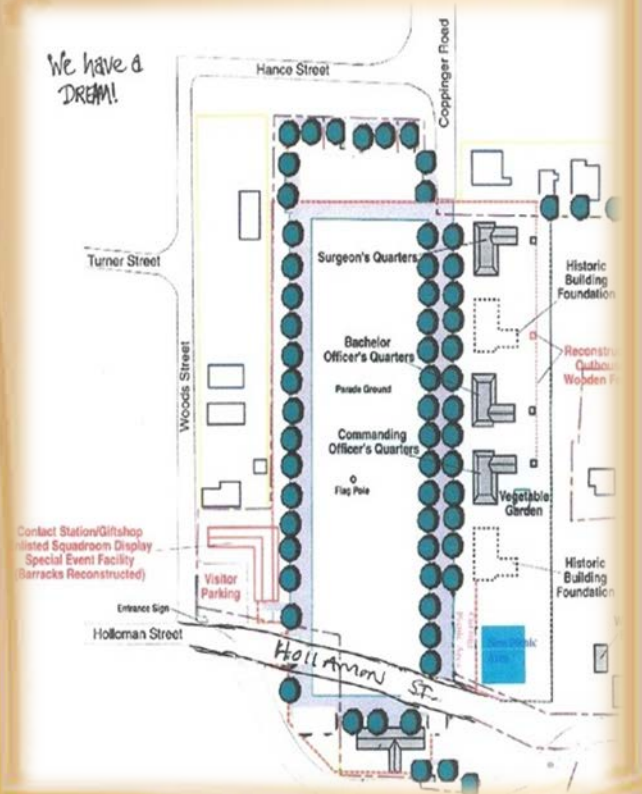 We have a
DREAM!
Hance Street
Coppinger Road
Turner Street
Woods Street
Surgeon's Quarters
Historic
Building
Foundation
Bachelor
Officer's Quarters
Parade Ground
Reconstru
Outhou
Wooden F
Commanding
Officer's Quarters
Flag Pole
Vegetable
Garden
Contact Station/Giftshop
nlisted Squadroom Display
Special Event Facility
(Barracks Reconstructed)
Visitor
Parking
Historic
Building
Foundation
Entrance Sign
Holloman Street
HOLLAMON ST.